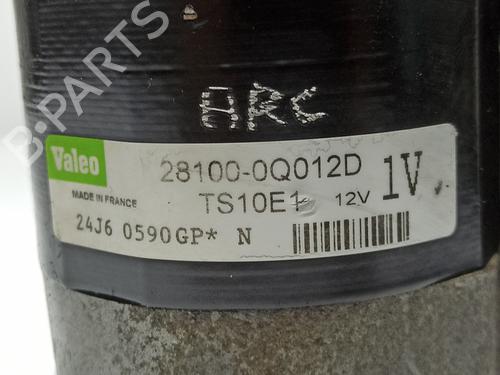 B-PARTS
ARC
Valeo
28100-0Q012D
1V
MADE IN FRANCE
TS10E1
12V
24J6 0590GP* N